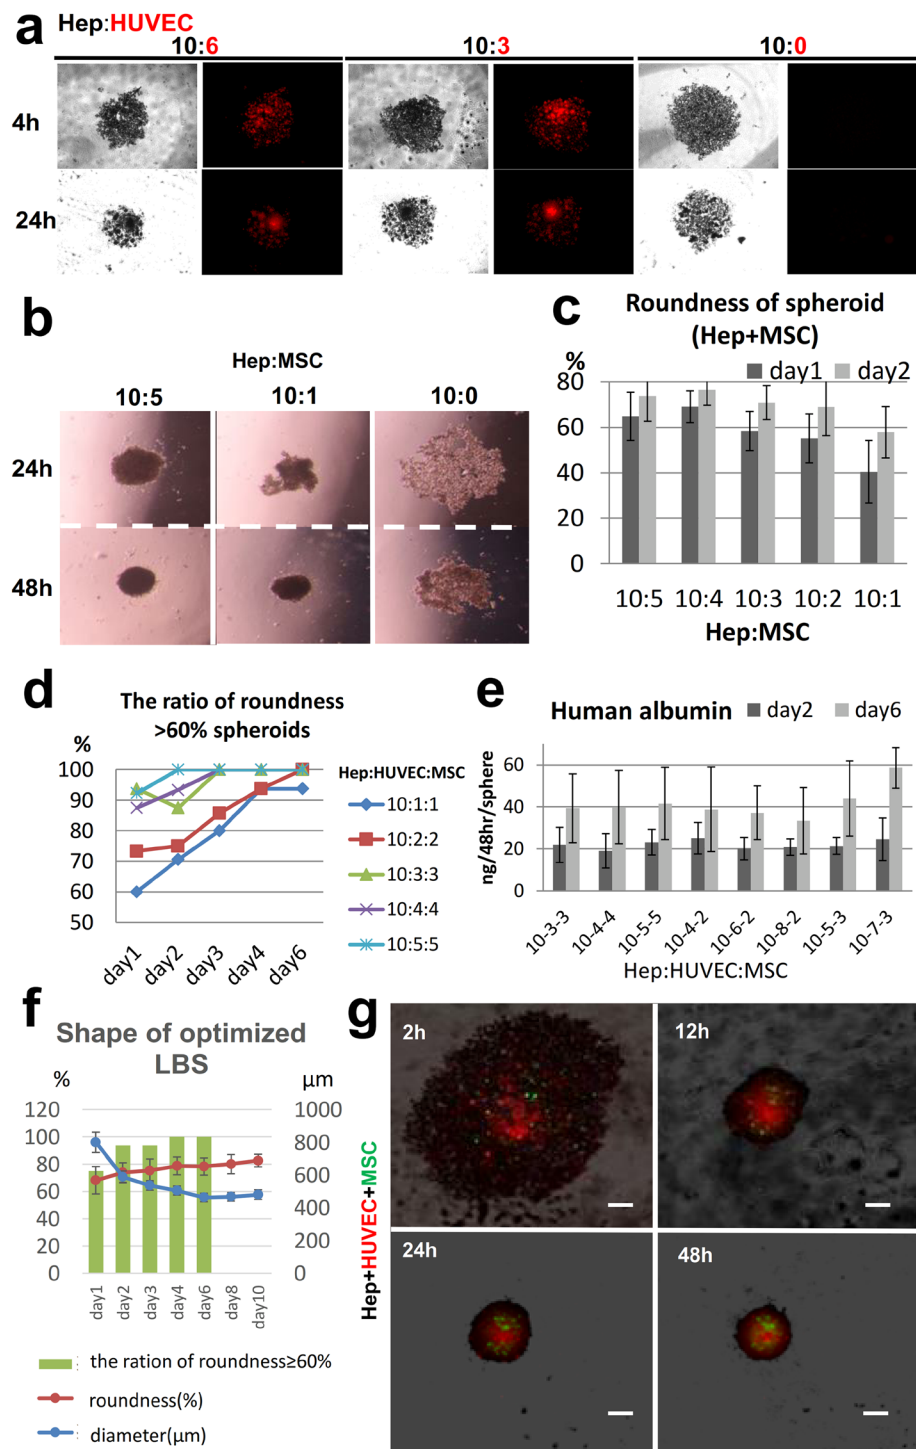 a
Hep:HUVEC
10:6 10:3 10:0
4h
24h
b
Hep:MSC
10:5 10:1 10:0
24h
48h
c
Roundness of spheroid
(Hep+MSC)
%
day1 day2
80
60
40
20
0
10:5 10:4 10:3 10:2 10:1
Hep:MSC
d
The ratio of roundness
>60% spheroids
%
100
90
80
70
60
50
day1 day2 day3 day4 day6
Hep:HUVEC:MSC
10:1:1
10:2:2
10:3:3
10:4:4
10:5:5
e
Human albumin day2 day6
ng/48hr/sphere
60
40
20
0
10-3-3 10-4-4 10-5-5 10-4-2 10-6-2 10-8-2 10-5-3 10-7-3
Hep:HUVEC:MSC
f
Shape of optimized
LBS
% µm
120 1000
100 800
80 600
60 400
40 200
20 0
0
day1 day2 day3 day4 day6 day8 day10
the ration of roundness≥60%
roundness(%)
diameter(µm)
g
Hep+HUVEC+MSC
2h 12h
24h 48h